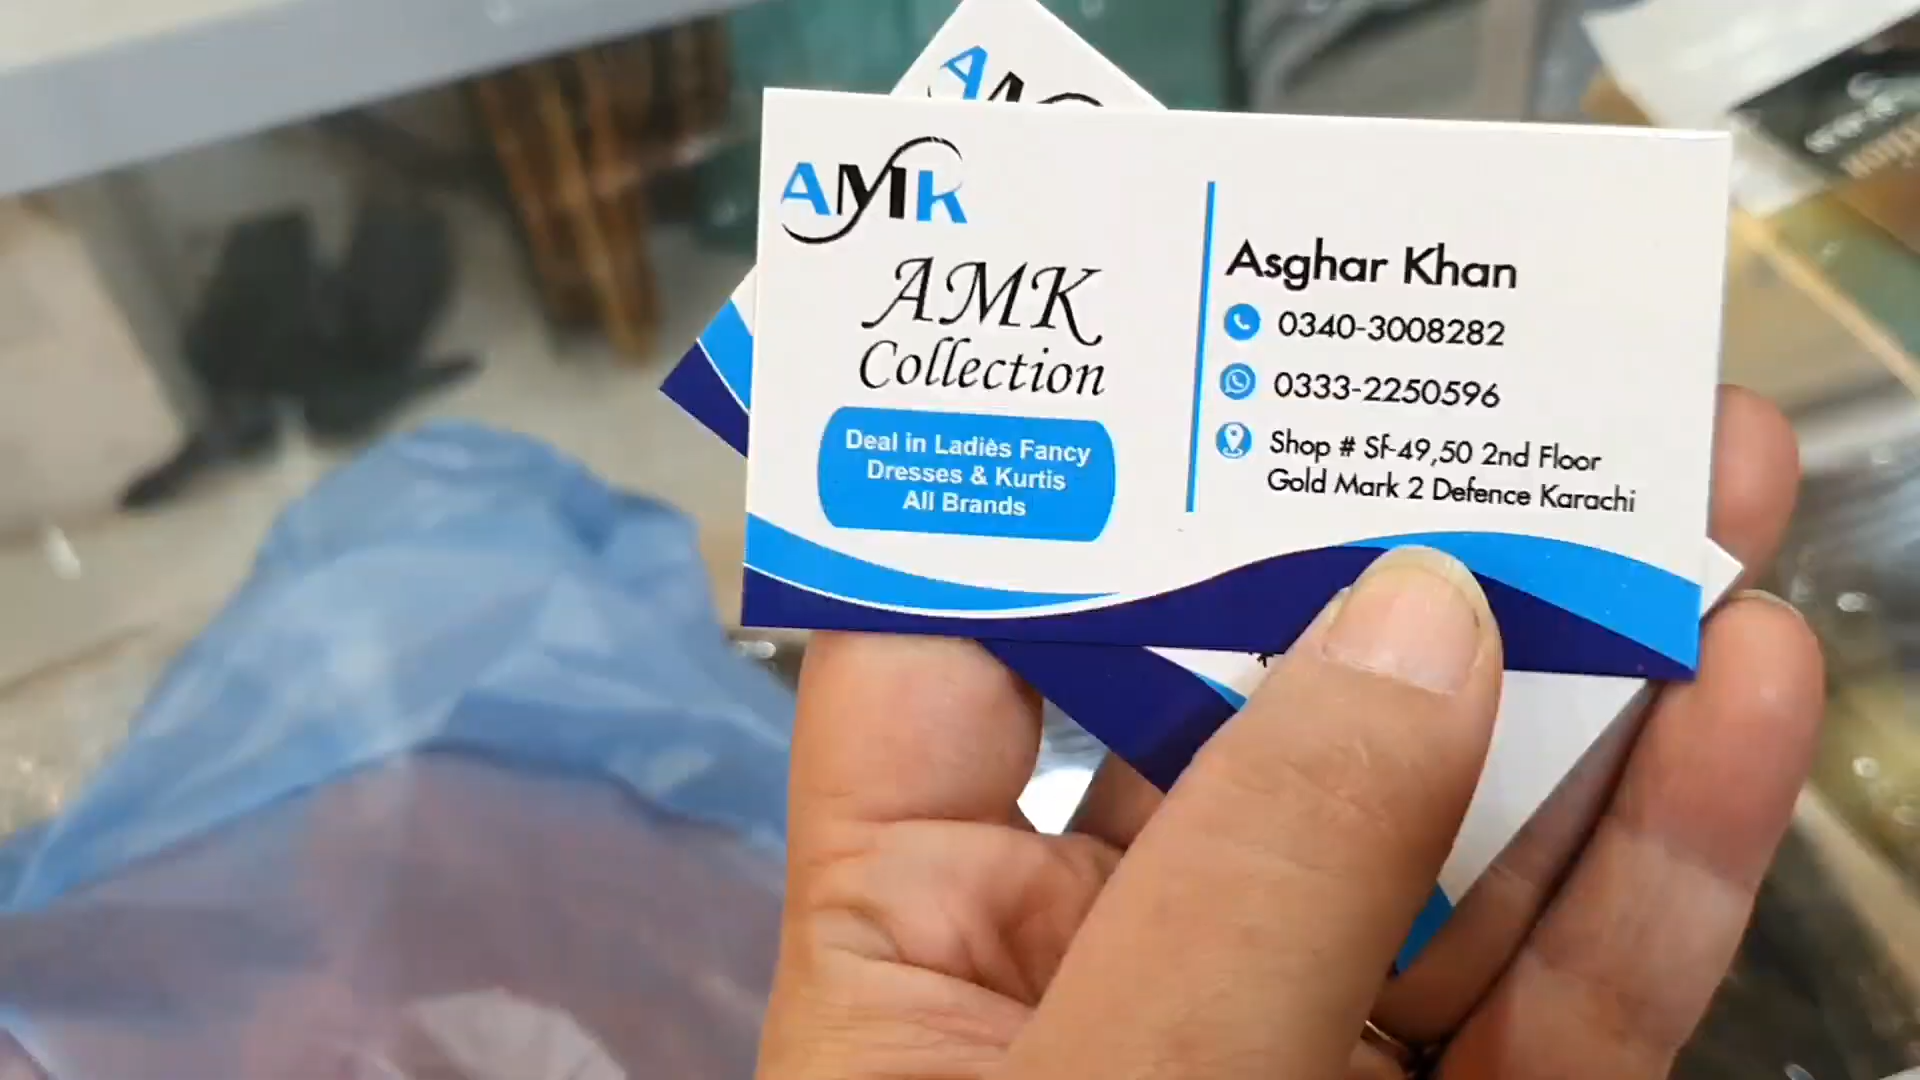 AMK
AMK
Collection
Deal in Ladiès Fancy
Dresses & Kurtis
All Brands
Asghar Khan
0340-3008282
0333-2250596
Shop # Sf-49,50 2nd Floor
Gold Mark 2 Defence Karachi